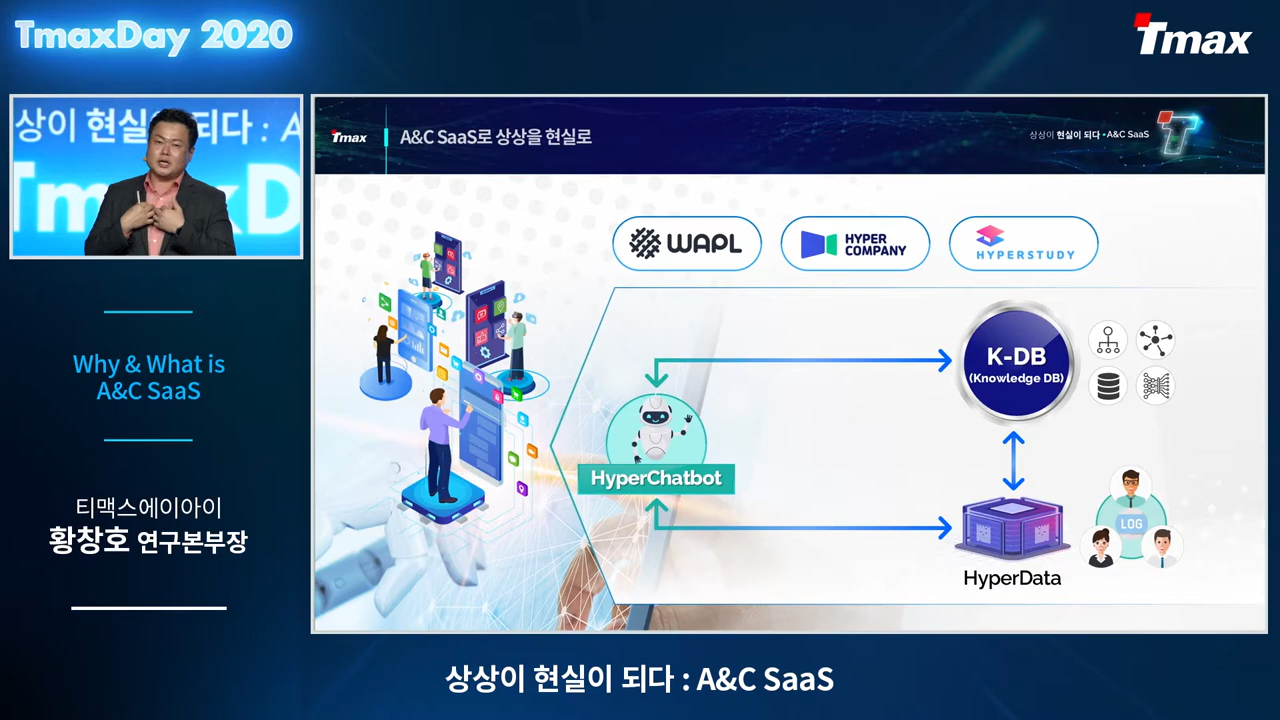 TmaxDay 2020
Tmax
상상이 현실이 되다 : A
TmaxD
Why & What is
A&C SaaS
티맥스에이아이
황창호 연구본부장
Tmax
A&C SaaS로 상상을 현실로
상상이 현실이 되다 • A&C SaaS
T
WAPL
HYPER
COMPANY
HYPERSTUDY
K-DB
(Knowledge DB)
HyperChatbot
LOG
HyperData
상상이 현실이 되다 : A&C SaaS